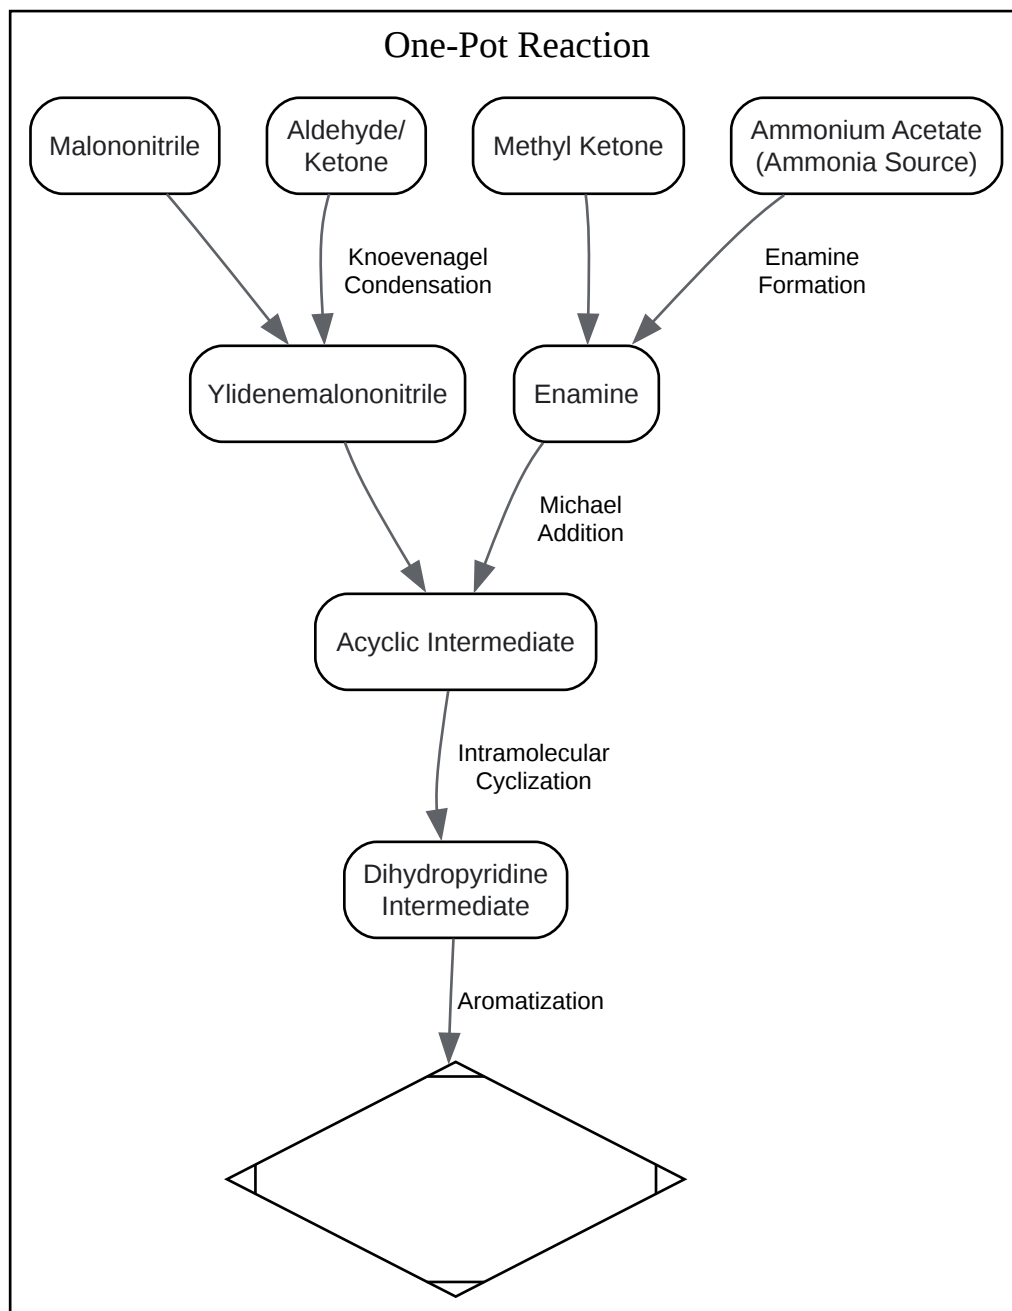 One-Pot Reaction
Malononitrile
Aldehyde/
Ketone
Methyl Ketone
Ammonium Acetate
(Ammonia Source)
Knoevenagel
Condensation
Enamine
Formation
Ylidenemalononitrile
Enamine
Michael
Addition
Acyclic Intermediate
Intramolecular
Cyclization
Dihydropyridine
Intermediate
Aromatization